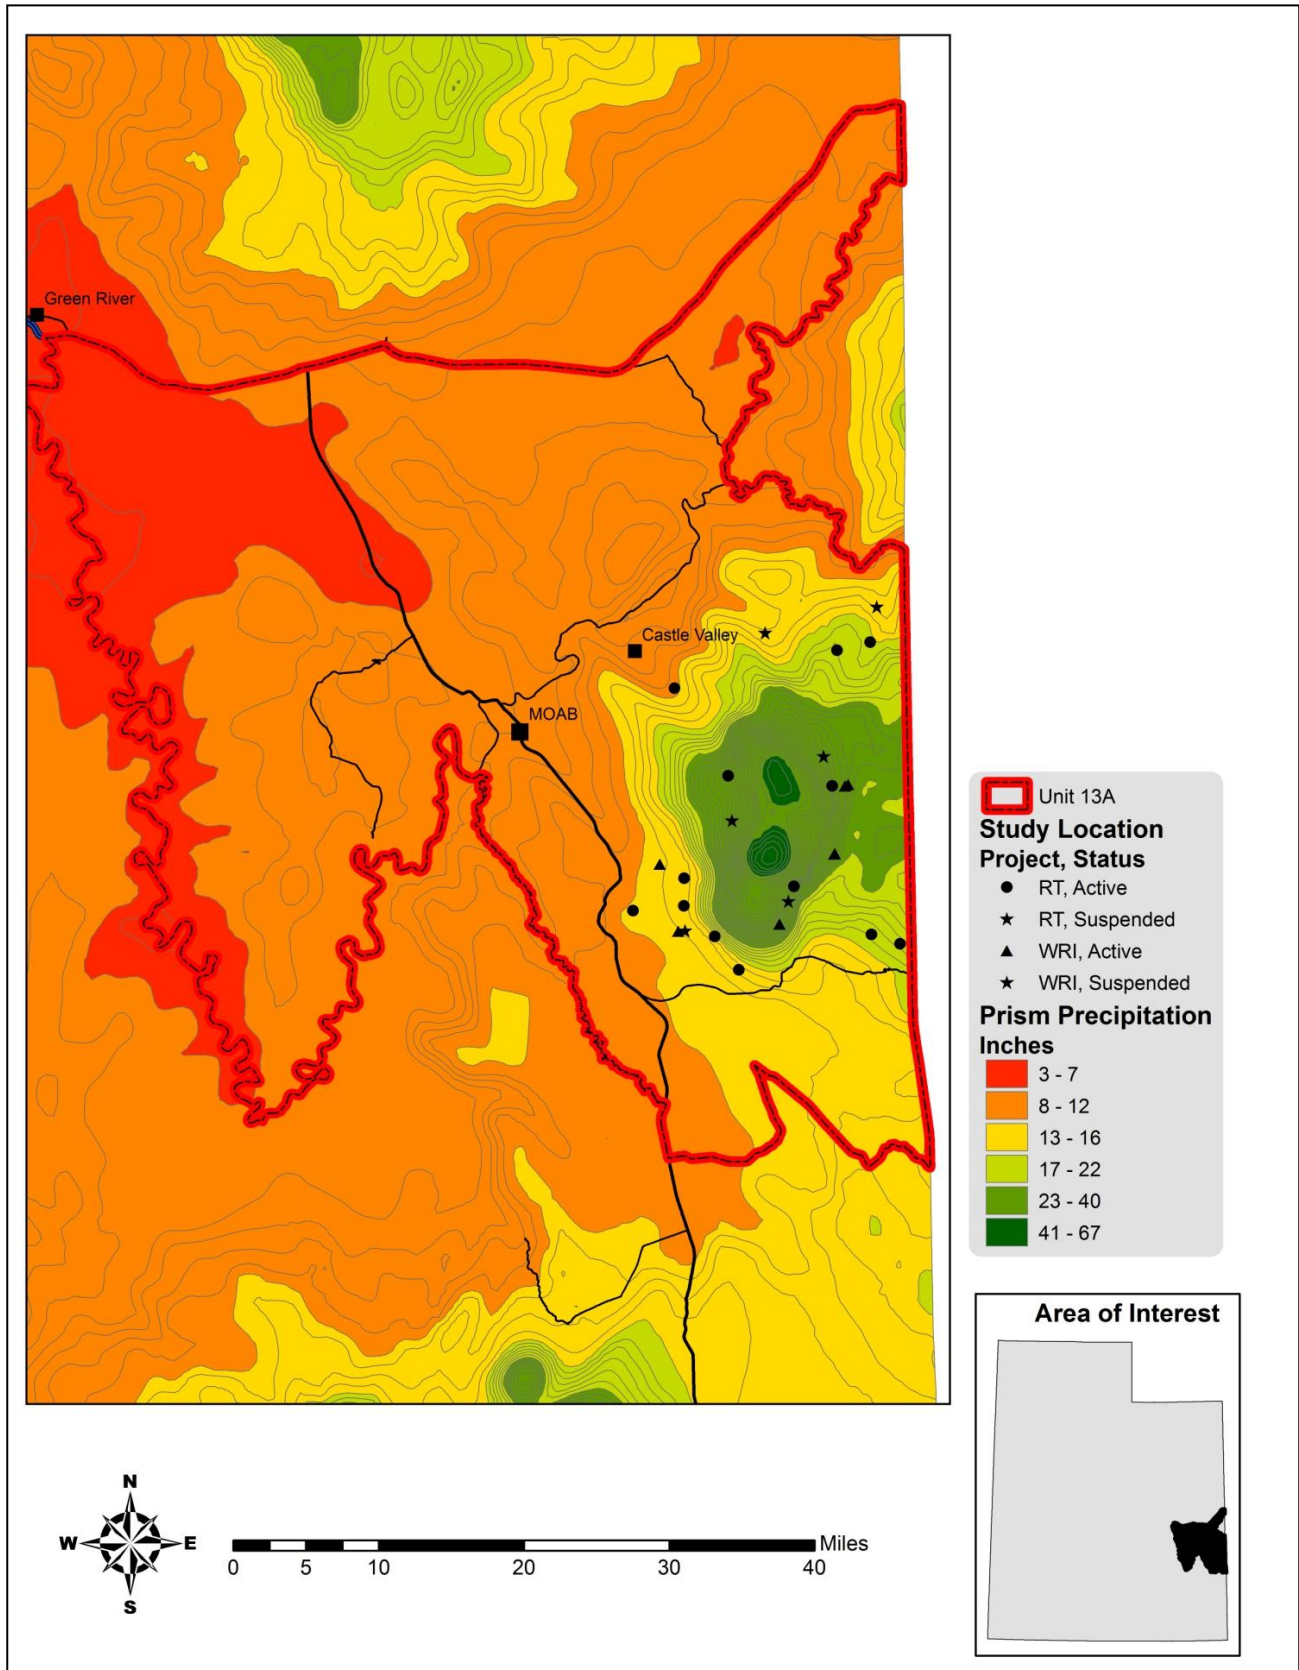 Green River
Castle Valley
MOAB
Unit 13A
Study Location
Project, Status
RT, Active
RT, Suspended
WRI, Active
WRI, Suspended
Prism Precipitation
Inches
3 - 7
8 - 12
13 - 16
17 - 22
23 - 40
41 - 67
Area of Interest
N
W
E
S
Miles
0 5 10 20 30 40